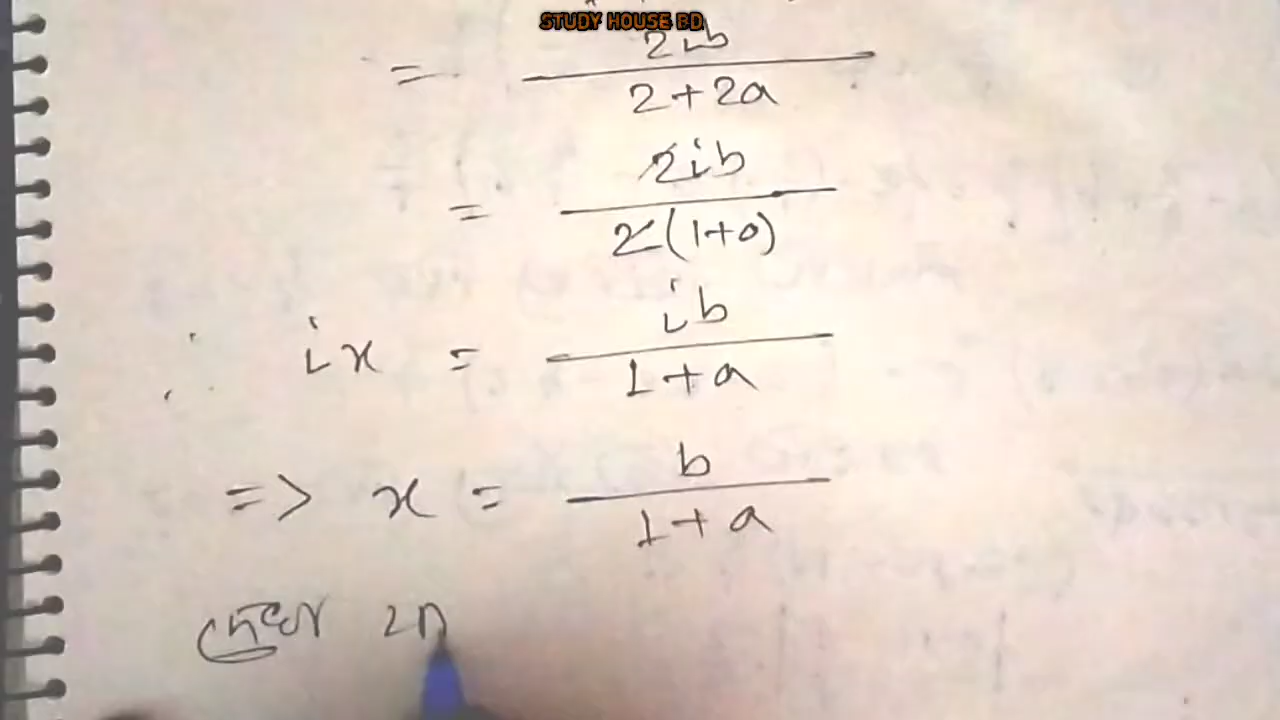 STUDY HOUSE BD
= 2ib / 2+2a
= 2ib / 2(1+a)
∴ ix = ib / 1+a
=> x = b / 1+a